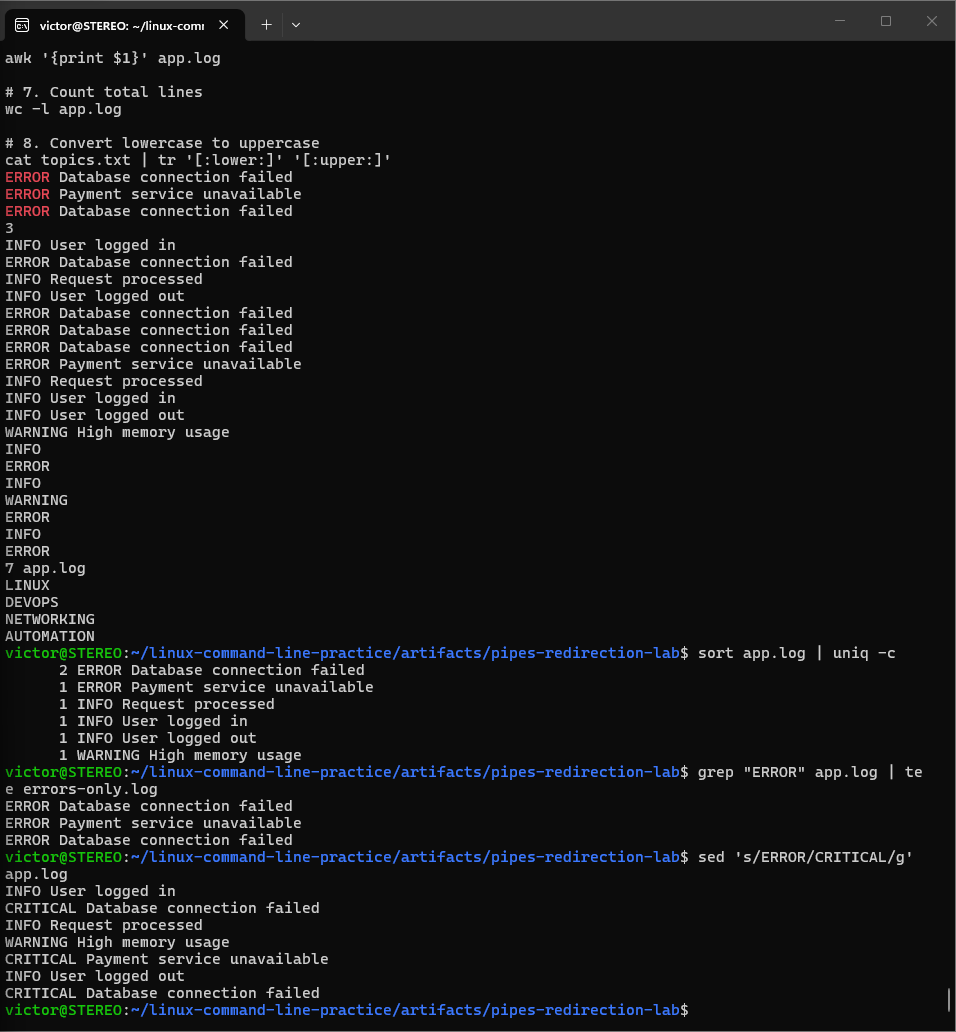 victor@STEREO: ~/linux-comm
awk '{print $1}' app.log
# 7. Count total lines
wc -l app.log
# 8. Convert lowercase to uppercase
cat topics.txt | tr '[:lower:]' '[:upper:]'
ERROR Database connection failed
ERROR Payment service unavailable
ERROR Database connection failed
3
INFO User logged in
ERROR Database connection failed
INFO Request processed
INFO User logged out
ERROR Database connection failed
ERROR Database connection failed
ERROR Database connection failed
ERROR Payment service unavailable
INFO Request processed
INFO User logged in
INFO User logged out
WARNING High memory usage
INFO
ERROR
INFO
WARNING
ERROR
INFO
ERROR
7 app.log
LINUX
DEVOPS
NETWORKING
AUTOMATION
victor@STEREO:~/linux-command-line-practice/artifacts/pipes-redirection-lab$ sort app.log | uniq -c
2 ERROR Database connection failed
1 ERROR Payment service unavailable
1 INFO Request processed
1 INFO User logged in
1 INFO User logged out
1 WARNING High memory usage
victor@STEREO:~/linux-command-line-practice/artifacts/pipes-redirection-lab$ grep "ERROR" app.log | te
e errors-only.log
ERROR Database connection failed
ERROR Payment service unavailable
ERROR Database connection failed
victor@STEREO:~/linux-command-line-practice/artifacts/pipes-redirection-lab$ sed 's/ERROR/CRITICAL/g'
app.log
INFO User logged in
CRITICAL Database connection failed
INFO Request processed
WARNING High memory usage
CRITICAL Payment service unavailable
INFO User logged out
CRITICAL Database connection failed
victor@STEREO:~/linux-command-line-practice/artifacts/pipes-redirection-lab$